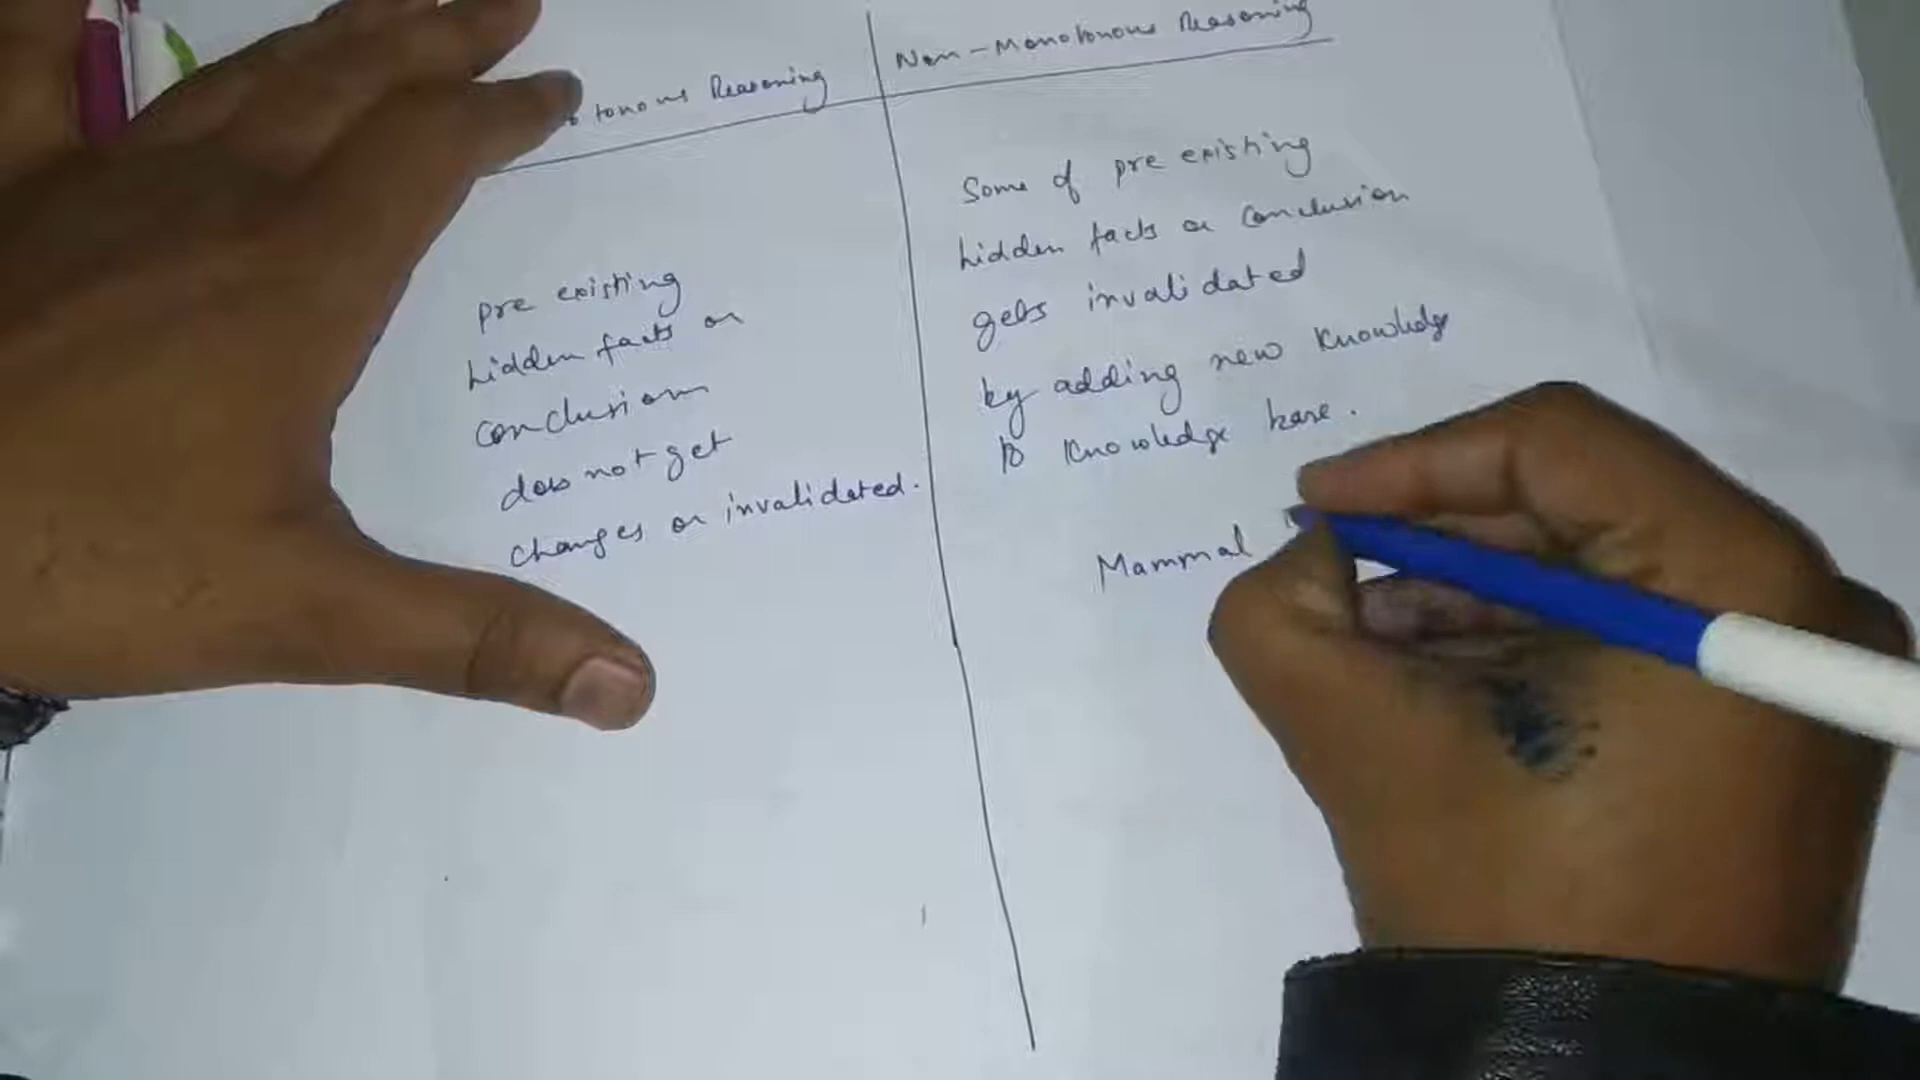 tonous Reasoning
Non-Monotonous Reasoning
pre existing
hidden facts or
conclusion
does not get
changes or invalidated.
Some of pre existing
hidden facts or conclusion
gets invalidated
by adding new knowledge
to knowledge base.
Mammal